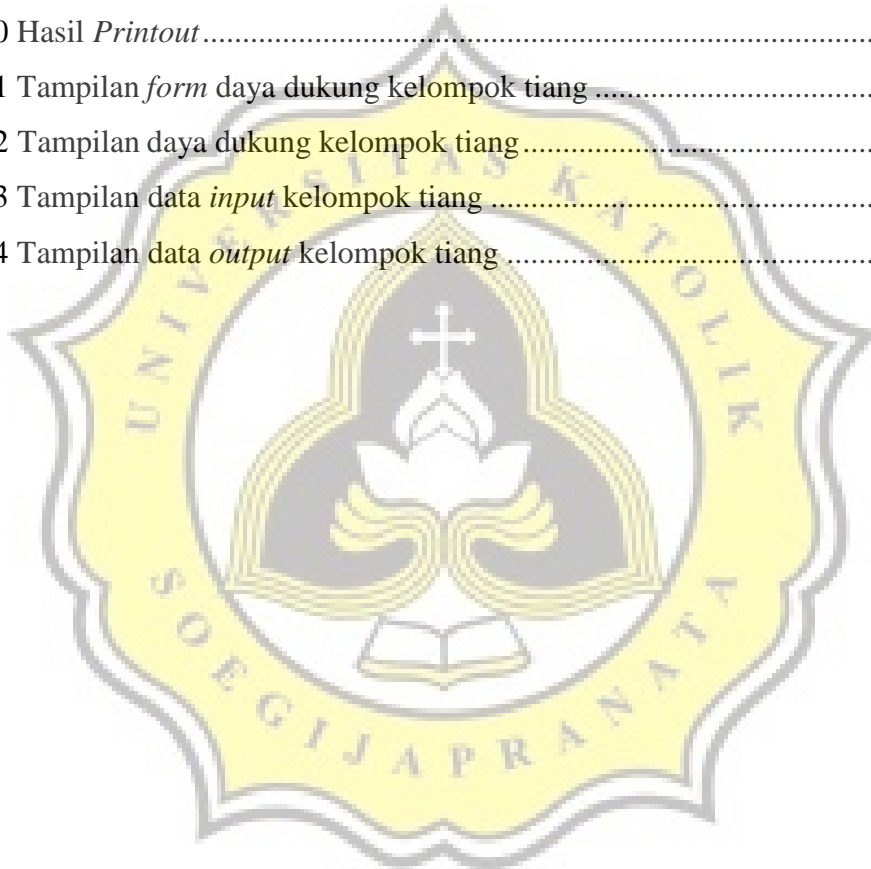 0 Hasil Printout........................................................................................
1 Tampilan form daya dukung kelompok tiang ........................................
2 Tampilan daya dukung kelompok tiang..................................................
3 Tampilan data input kelompok tiang ......................................................
4 Tampilan data output kelompok tiang ....................................................
UNIVERSITAS KATOLIK
SOEGIJAPRANATA